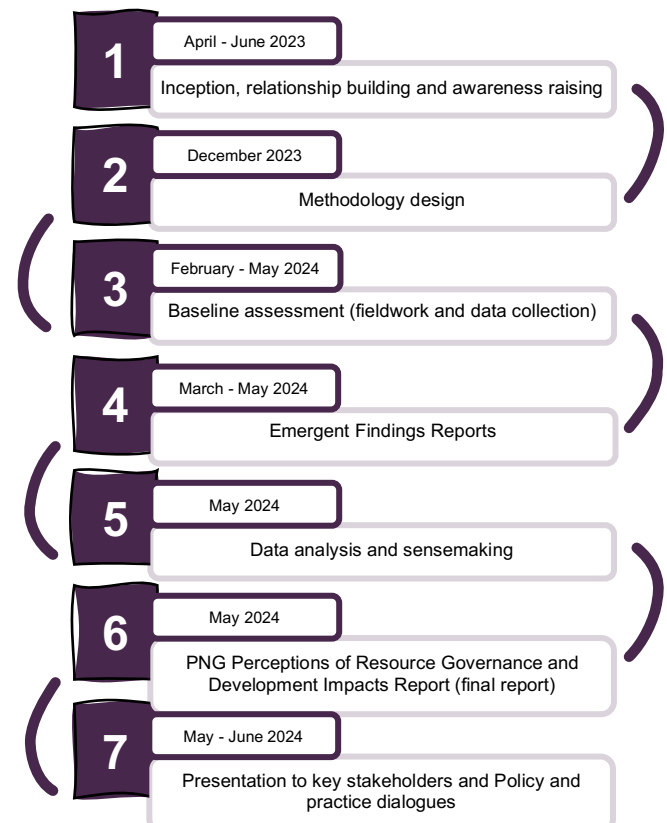 1
April - June 2023
Inception, relationship building and awareness raising
2
December 2023
Methodology design
3
February - May 2024
Baseline assessment (fieldwork and data collection)
4
March - May 2024
Emergent Findings Reports
5
May 2024
Data analysis and sensemaking
6
May 2024
PNG Perceptions of Resource Governance and
Development Impacts Report (final report)
7
May - June 2024
Presentation to key stakeholders and Policy and
practice dialogues